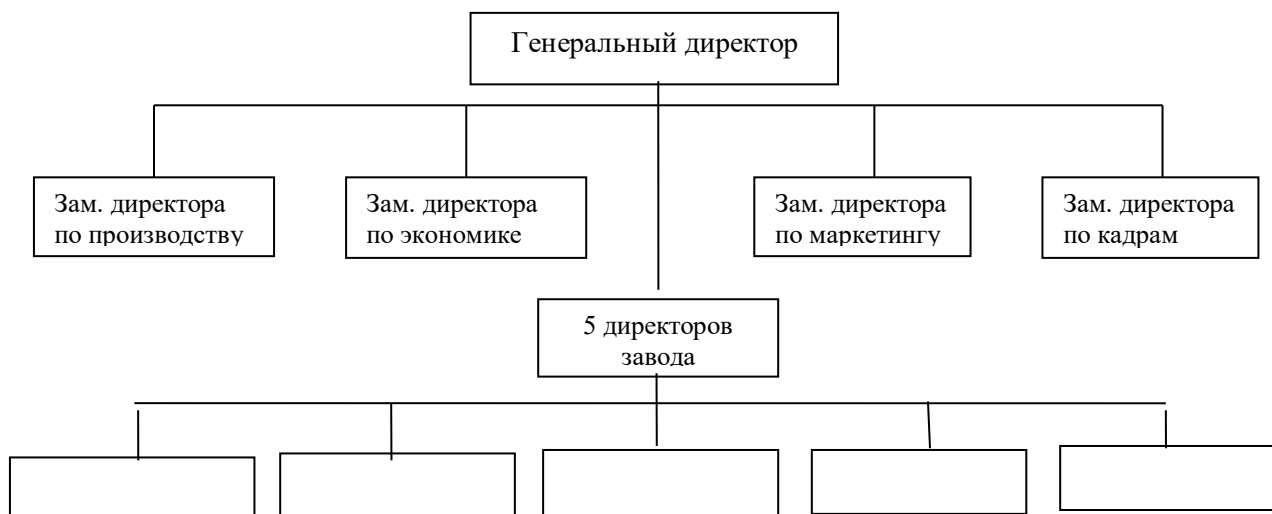 Генеральный директор
Зам. директора
по производству
Зам. директора
по экономике
Зам. директора
по маркетингу
Зам. директора
по кадрам
5 директоров
завода